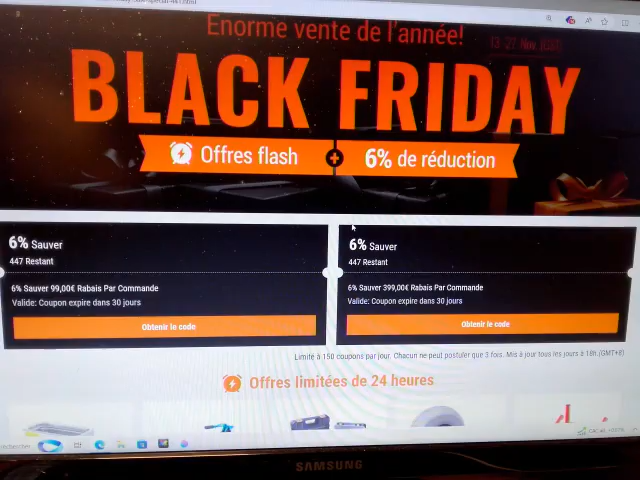 Enorme vente de l'année!
13-27 Nov (GMT)
BLACK FRIDAY
Offres flash + 6% de réduction
6% Sauver
447 Restant
6% Sauver 99,00€ Rabais Par Commande
Valide: Coupon expire dans 30 jours
Obtenir le code
6% Sauver
447 Restant
6% Sauver 399,00€ Rabais Par Commande
Valide: Coupon expire dans 30 jours
Obtenir le code
Limite à 150 coupons par jour. Chacun ne peut postuler que 3 fois. Mis à jour tous les jours à 18h.(GMT+8)
Offres limitées de 24 heures
SAMSUNG